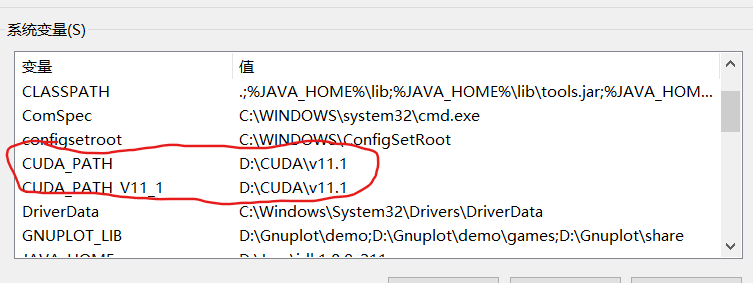 系统变量(S)
变量 值
CLASSPATH .;%JAVA_HOME%\lib;%JAVA_HOME%\lib\tools.jar;%JAVA_HOM...
ComSpec C:\WINDOWS\system32\cmd.exe
configsetroot C:\WINDOWS\ConfigSetRoot
CUDA_PATH D:\CUDA\v11.1
CUDA_PATH_V11_1 D:\CUDA\v11.1
DriverData C:\Windows\System32\Drivers\DriverData
GNUPLOT_LIB D:\Gnuplot\demo;D:\Gnuplot\demo\games;D:\Gnuplot\share
JAVA_HOME